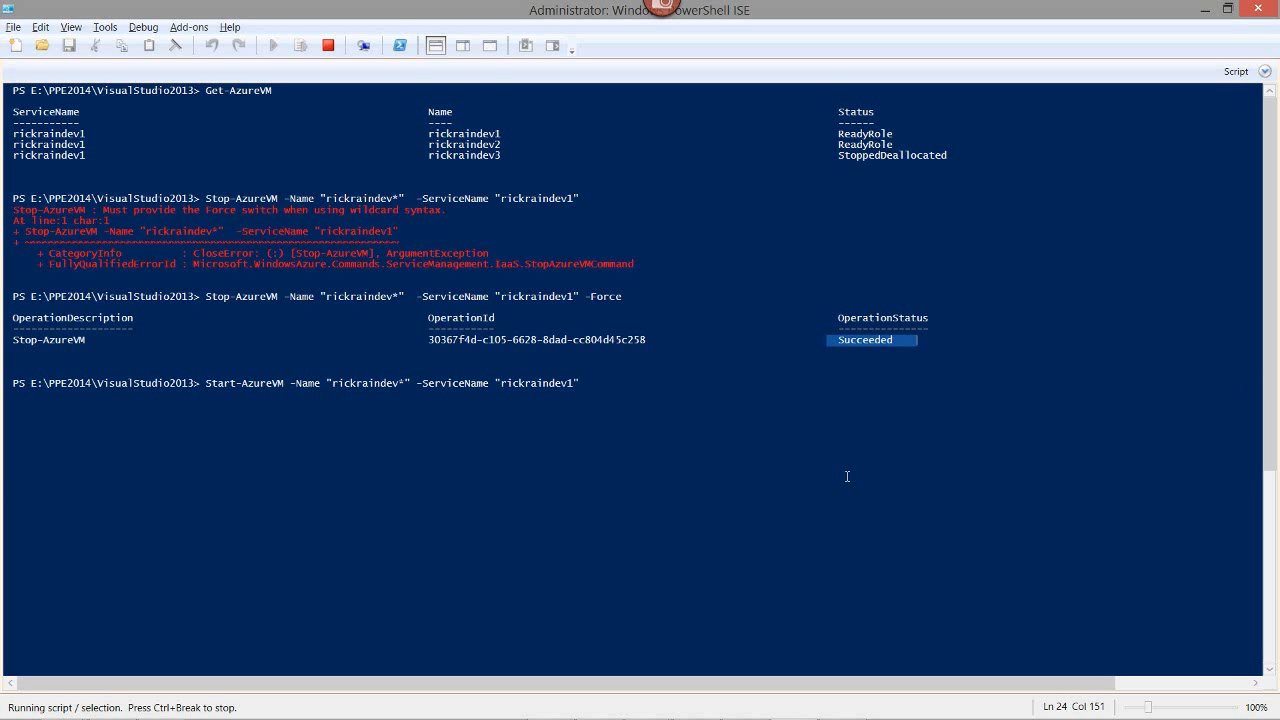 Administrator: Windows PowerShell ISE
File Edit View Tools Debug Add-ons Help
Script
PS E:\PPE2014\VisualStudio2013> Get-AzureVM
ServiceName Name Status
----------- ---- ------
rickraindev1 rickraindev1 ReadyRole
rickraindev1 rickraindev2 ReadyRole
rickraindev1 rickraindev3 StoppedDeallocated
PS E:\PPE2014\VisualStudio2013> Stop-AzureVM -Name "rickraindev*"  -ServiceName "rickraindev1"
Stop-AzureVM : Must provide the Force switch when using wildcard syntax.
At line:1 char:1
+ Stop-AzureVM -Name "rickraindev*"  -ServiceName "rickraindev1"
+ ~~~~~~~~~~~~~~~~~~~~~~~~~~~~~~~~~~~~~~~~~~~~~~~~~~~~~~~~~~~~~~
+ CategoryInfo : CloseError: (:) [Stop-AzureVM], ArgumentException
+ FullyQualifiedErrorId : Microsoft.WindowsAzure.Commands.ServiceManagement.IaaS.StopAzureVMCommand
PS E:\PPE2014\VisualStudio2013> Stop-AzureVM -Name "rickraindev*"  -ServiceName "rickraindev1" -Force
OperationDescription OperationId OperationStatus
-------------------- ----------- ---------------
Stop-AzureVM 30367f4d-c105-6628-8dad-cc804d45c258 Succeeded
PS E:\PPE2014\VisualStudio2013> Start-AzureVM -Name "rickraindev*" -ServiceName "rickraindev1"
Running script / selection. Press Ctrl+Break to stop. Ln 24 Col 151 100%